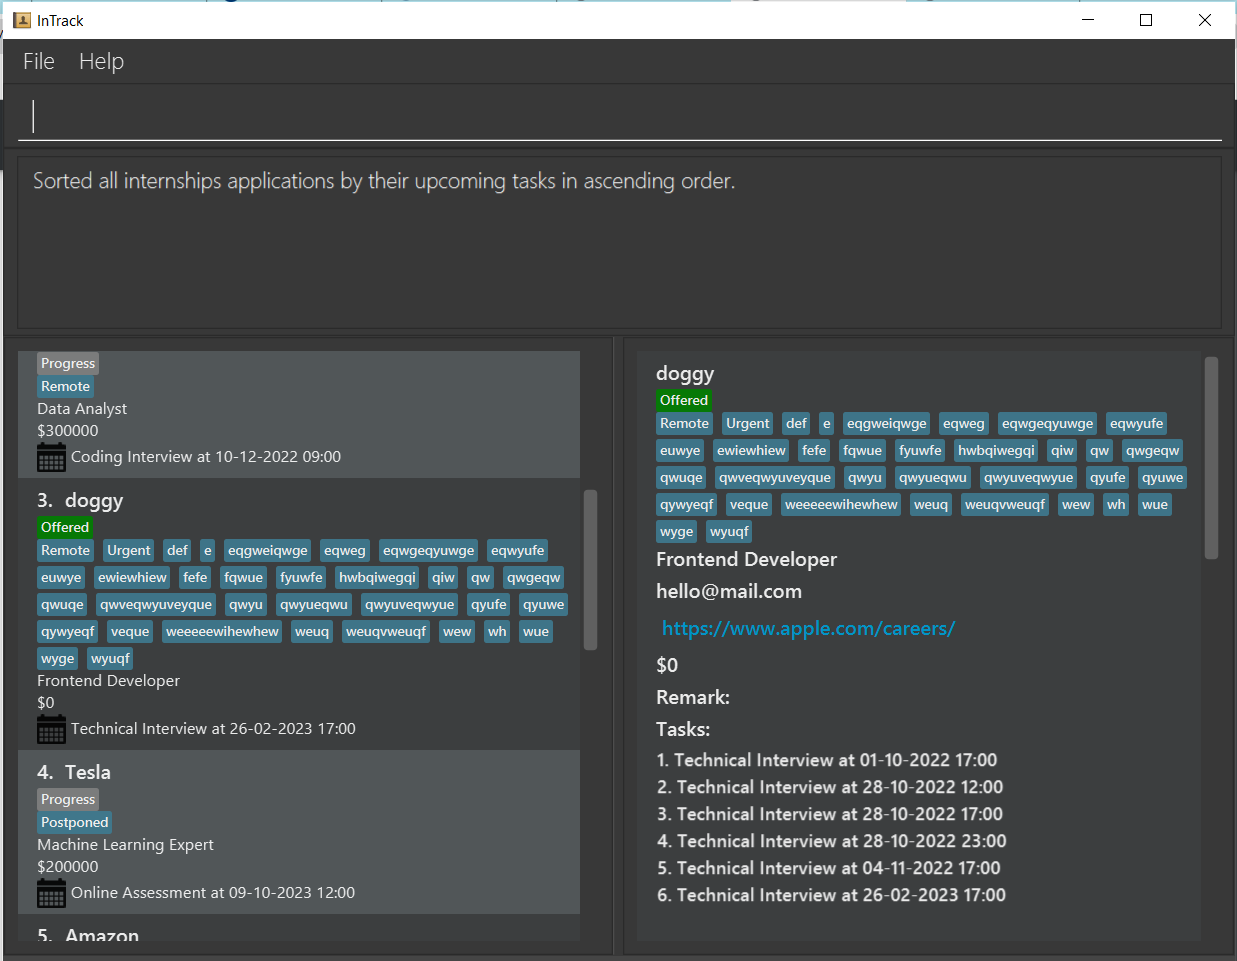 InTrack
File Help
Sorted all internships applications by their upcoming tasks in ascending order.
Progress
Remote
Data Analyst
$300000
Coding Interview at 10-12-2022 09:00
3. doggy
Offered
Remote Urgent def e eqgweiqwge eqweg eqwgeqyuwge eqwyufe
euwye ewiewhiew fefe fqwue fyuwfe hwbqiwegqi qiw qw qwgeqw
qwuqe qwveqwyuveyque qwyu qwyueqwu qwyuveqwyue qyufe qyuwe
qywyeqf veque weeeeewihewhew weuq weuqvweuqf wew wh wue
wyge wyuqf
Frontend Developer
$0
Technical Interview at 26-02-2023 17:00
4. Tesla
Progress
Postponed
Machine Learning Expert
$200000
Online Assessment at 09-10-2023 12:00
5. Amazon
doggy
Offered
Remote Urgent def e eqgweiqwge eqweg eqwgeqyuwge eqwyufe
euwye ewiewhiew fefe fqwue fyuwfe hwbqiwegqi qiw qw qwgeqw
qwuqe qwveqwyuveyque qwyu qwyueqwu qwyuveqwyue qyufe qyuwe
qywyeqf veque weeeeewihewhew weuq weuqvweuqf wew wh wue
wyge wyuqf
Frontend Developer
hello@mail.com
https://www.apple.com/careers/
$0
Remark:
Tasks:
1. Technical Interview at 01-10-2022 17:00
2. Technical Interview at 28-10-2022 12:00
3. Technical Interview at 28-10-2022 17:00
4. Technical Interview at 28-10-2022 23:00
5. Technical Interview at 04-11-2022 17:00
6. Technical Interview at 26-02-2023 17:00